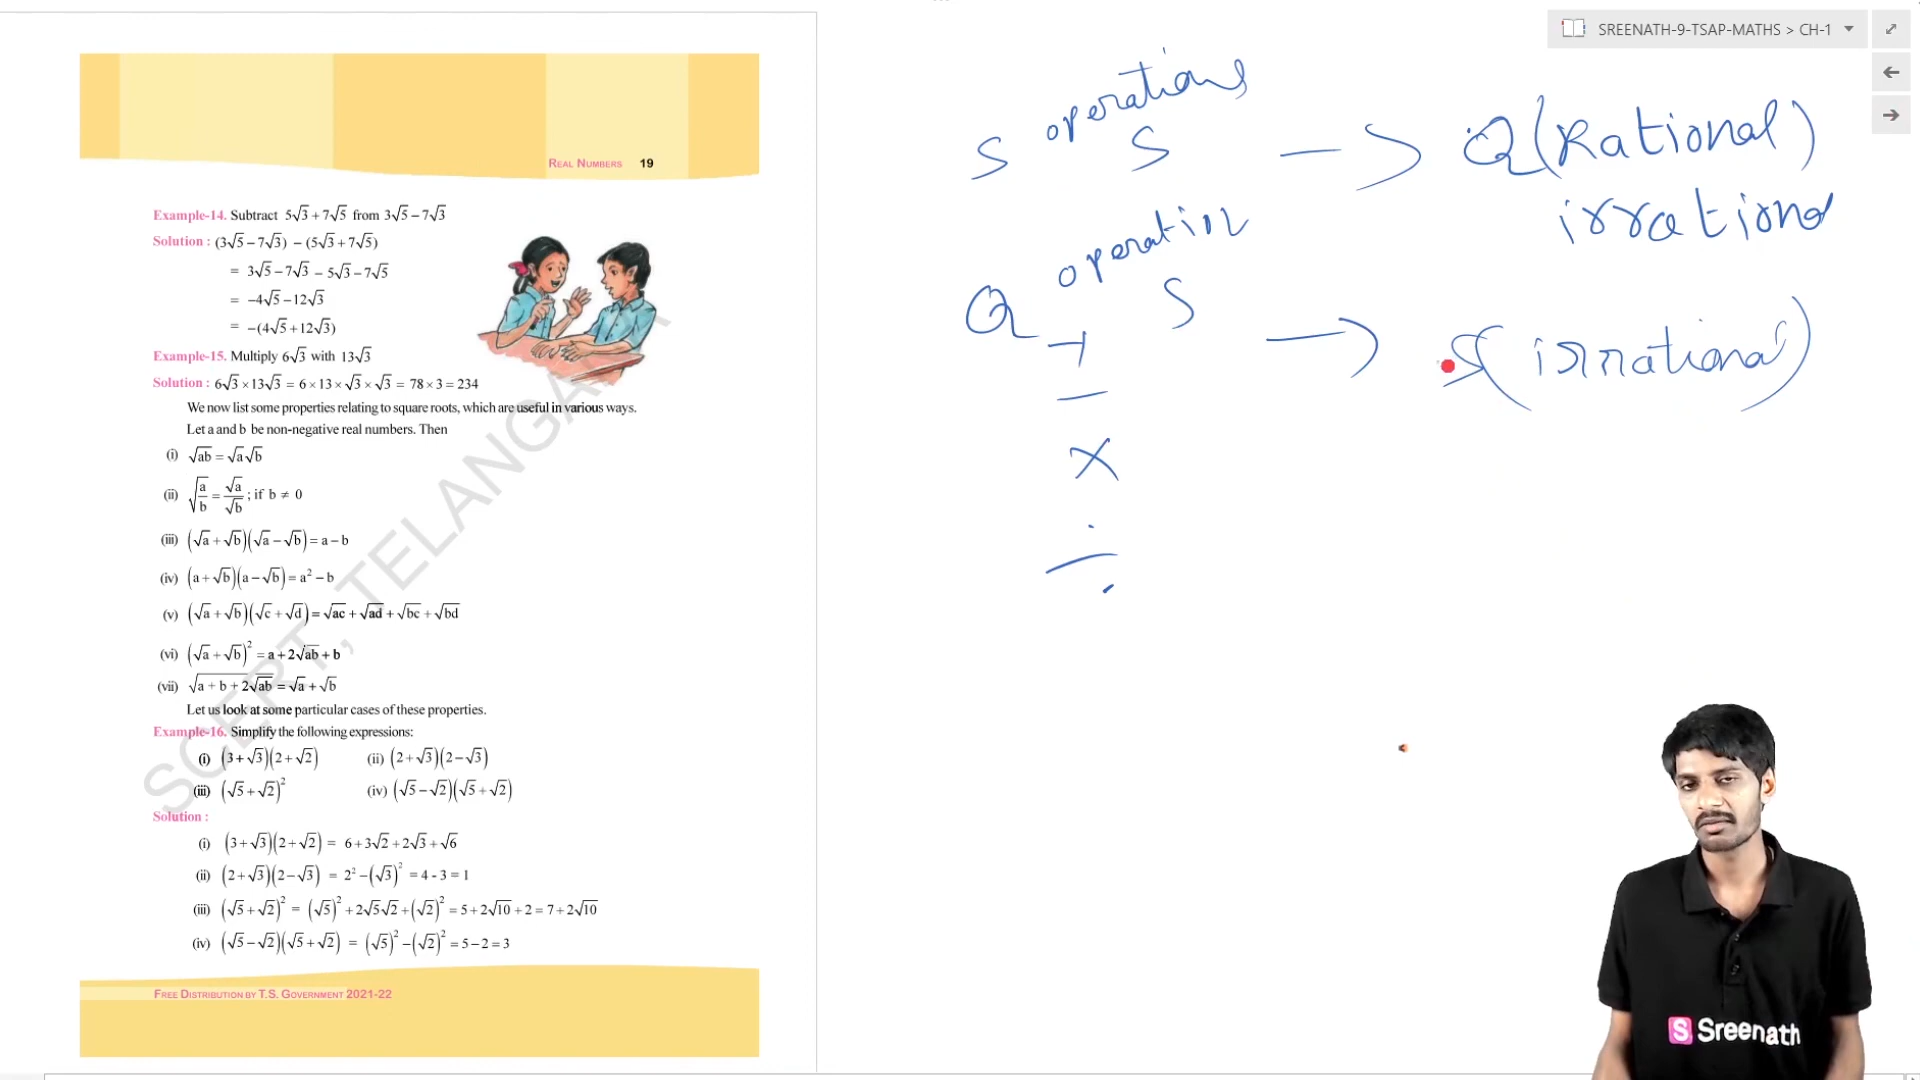 SREENATH-9-TSAP-MATHS > CH-1
REAL NUMBERS 19
Example-14. Subtract 5√3 + 7√5 from 3√5 − 7√3
Solution : (3√5 − 7√3) − (5√3 + 7√5)
= 3√5 − 7√3 − 5√3 − 7√5
= −4√5 − 12√3
= −(4√5 + 12√3)
Example-15. Multiply 6√3 with 13√3
Solution : 6√3 × 13√3 = 6 × 13 × √3 × √3 = 78 × 3 = 234
We now list some properties relating to square roots, which are useful in various ways.
Let a and b be non-negative real numbers. Then
(i) √ab = √a√b
(ii) √(a/b) = √a/√b ; if b ≠ 0
(iii) (√a + √b)(√a − √b) = a − b
(iv) (a + √b)(a − √b) = a² − b
(v) (√a + √b)(√c + √d) = √ac + √ad + √bc + √bd
(vi) (√a + √b)² = a + 2√ab + b
(vii) √(a + b + 2√ab) = √a + √b
Let us look at some particular cases of these properties.
Example-16. Simplify the following expressions:
(i) (3 + √3)(2 + √2) (ii) (2 + √3)(2 − √3)
(iii) (√5 + √2)² (iv) (√5 − √2)(√5 + √2)
Solution :
(i) (3 + √3)(2 + √2) = 6 + 3√2 + 2√3 + √6
(ii) (2 + √3)(2 − √3) = 2² − (√3)² = 4 - 3 = 1
(iii) (√5 + √2)² = (√5)² + 2√5√2 + (√2)² = 5 + 2√10 + 2 = 7 + 2√10
(iv) (√5 − √2)(√5 + √2) = (√5)² − (√2)² = 5 − 2 = 3
FREE DISTRIBUTION BY T.S. GOVERNMENT 2021-22
SCERT, TELANGANA
operations
S S → Q (Rational)
irrational
operation
Q S → S (irrational)
+
−
×
÷
S Sreenath